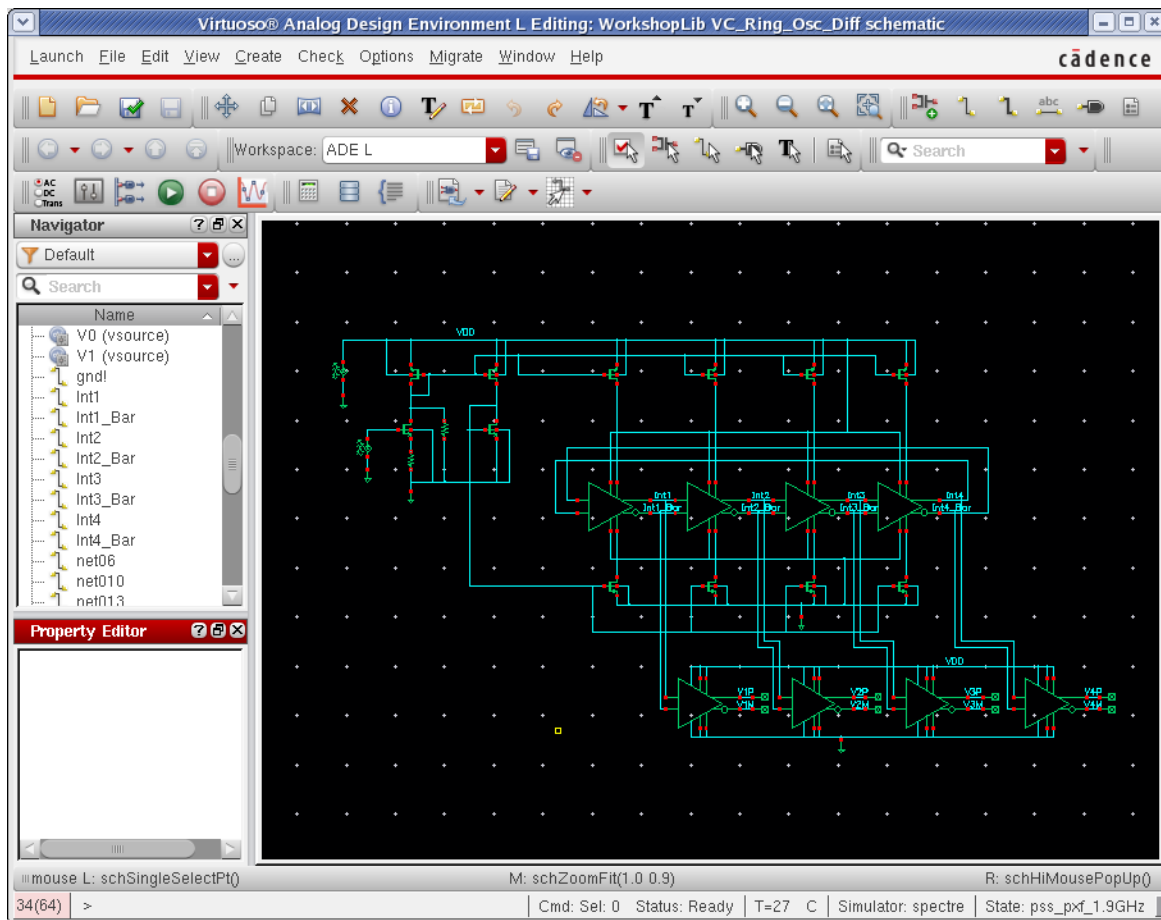 Virtuoso® Analog Design Environment L Editing: WorkshopLib VC_Ring_Osc_Diff schematic
Launch File Edit View Create Check Options Migrate Window Help
cādence
abc
Workspace: ADE L
Search
AC
DC
Trans
Navigator
Default
Search
Name
V0 (vsource)
V1 (vsource)
gnd!
Int1
Int1_Bar
Int2
Int2_Bar
Int3
Int3_Bar
Int4
Int4_Bar
net06
net010
net013
Property Editor
VDD
Int1 Int2 Int3 Int4
Int1_Bar Int2_Bar Int3_Bar Int4_Bar
VDD
V1P V2P V3P V4P
V1M V2M V3M V4M
mouse L: schSingleSelectPt() M: schZoomFit(1.0 0.9) R: schHiMousePopUp()
34(64) > Cmd: Sel: 0 Status: Ready T=27 C Simulator: spectre State: pss_pxf_1.9GHz